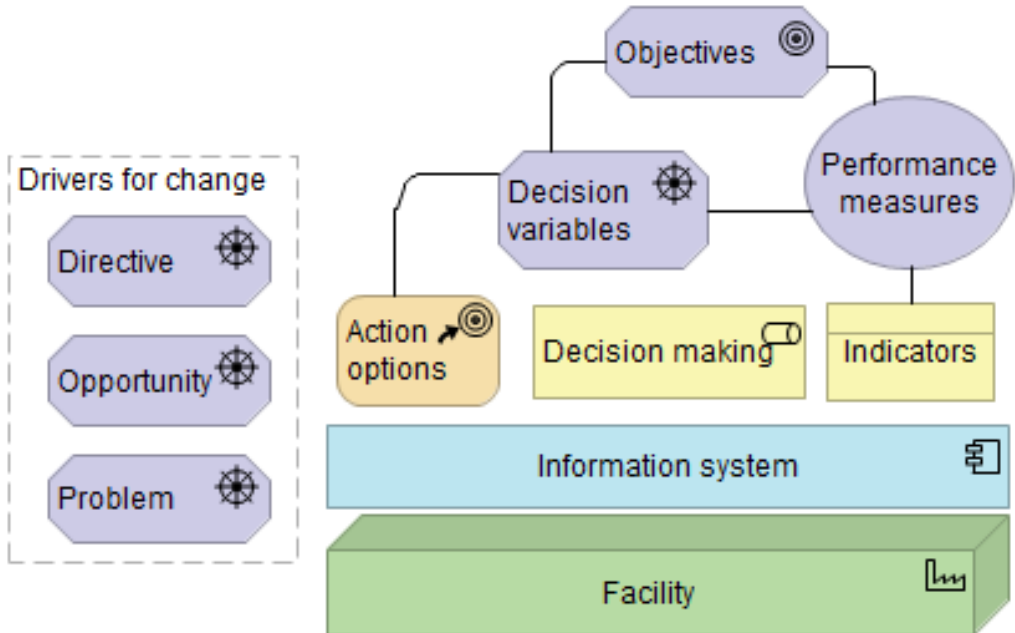 Objectives
Performance
measures
Drivers for change
Decision
variables
Directive
Action
options
Decision making
Indicators
Opportunity
Information system
Problem
Facility